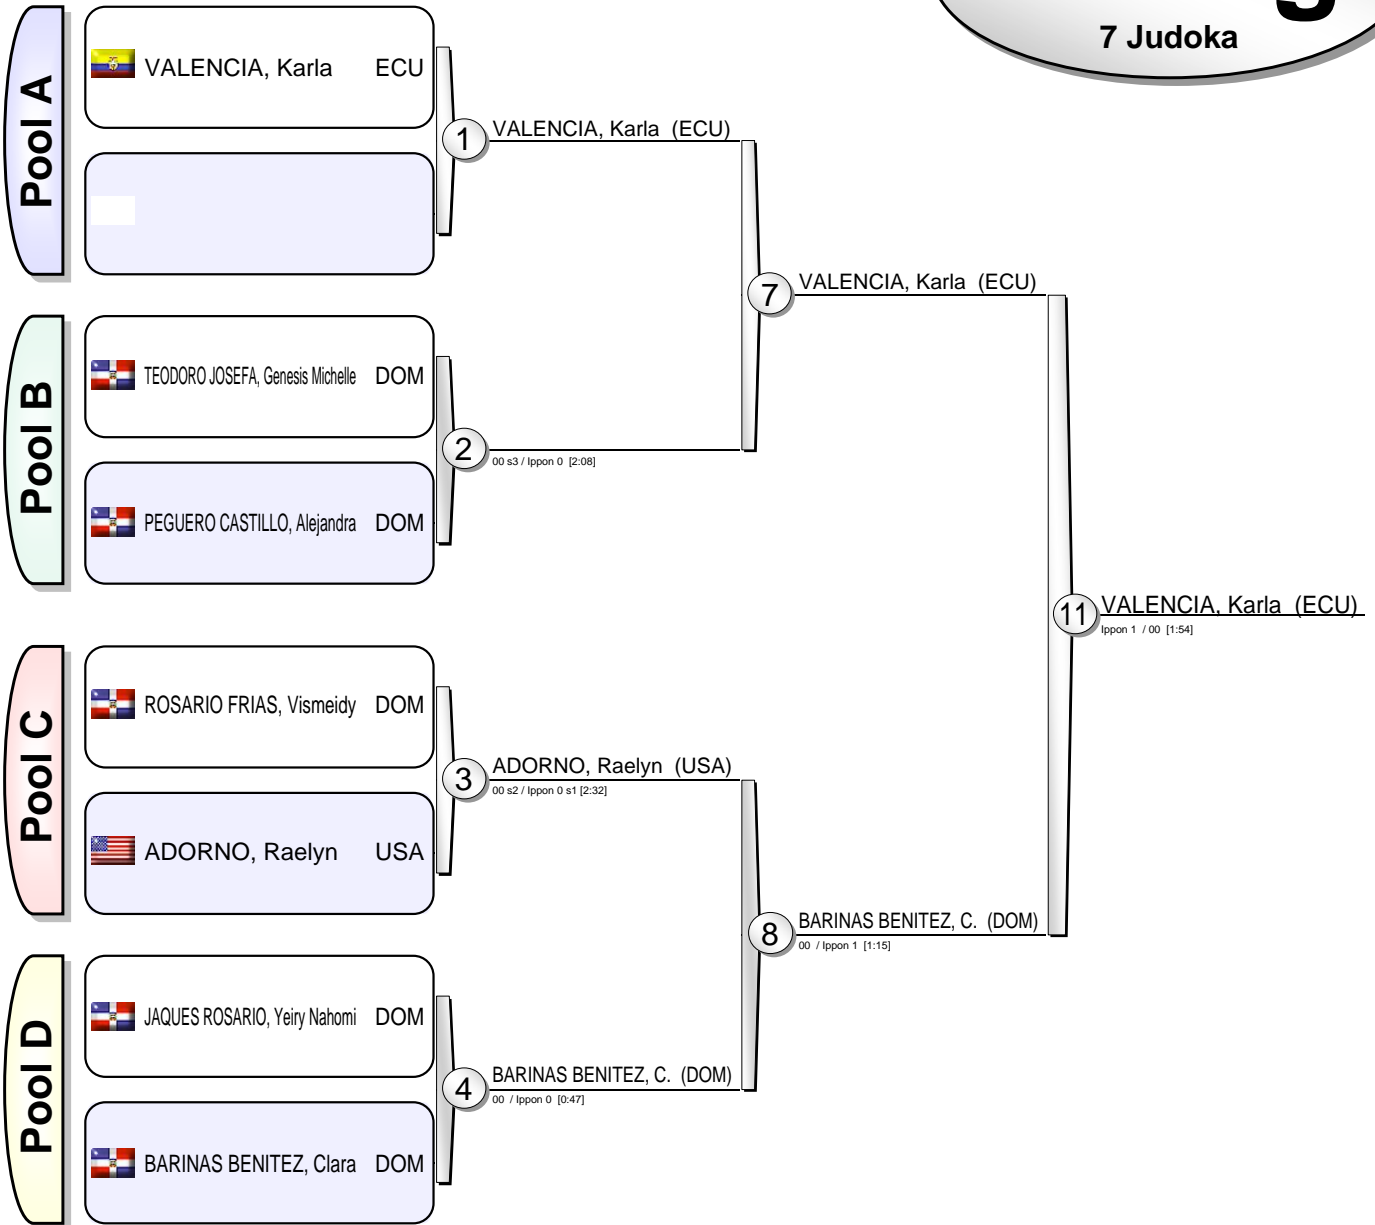 7 Judoka
Pool A
VALENCIA, Karla ECU
1 VALENCIA, Karla (ECU)
7 VALENCIA, Karla (ECU)
Pool B
TEODORO JOSEFA, Genesis Michelle DOM
2
00 s3 / Ippon 0 [2:08]
PEGUERO CASTILLO, Alejandra DOM
11 VALENCIA, Karla (ECU)
Ippon 1 / 00 [1:54]
Pool C
ROSARIO FRIAS, Vismeidy DOM
3 ADORNO, Raelyn (USA)
00 s2 / Ippon 0 s1 [2:32]
ADORNO, Raelyn USA
8 BARINAS BENITEZ, C. (DOM)
00 / Ippon 1 [1:15]
Pool D
JAQUES ROSARIO, Yeiry Nahomi DOM
4 BARINAS BENITEZ, C. (DOM)
00 / Ippon 0 [0:47]
BARINAS BENITEZ, Clara DOM